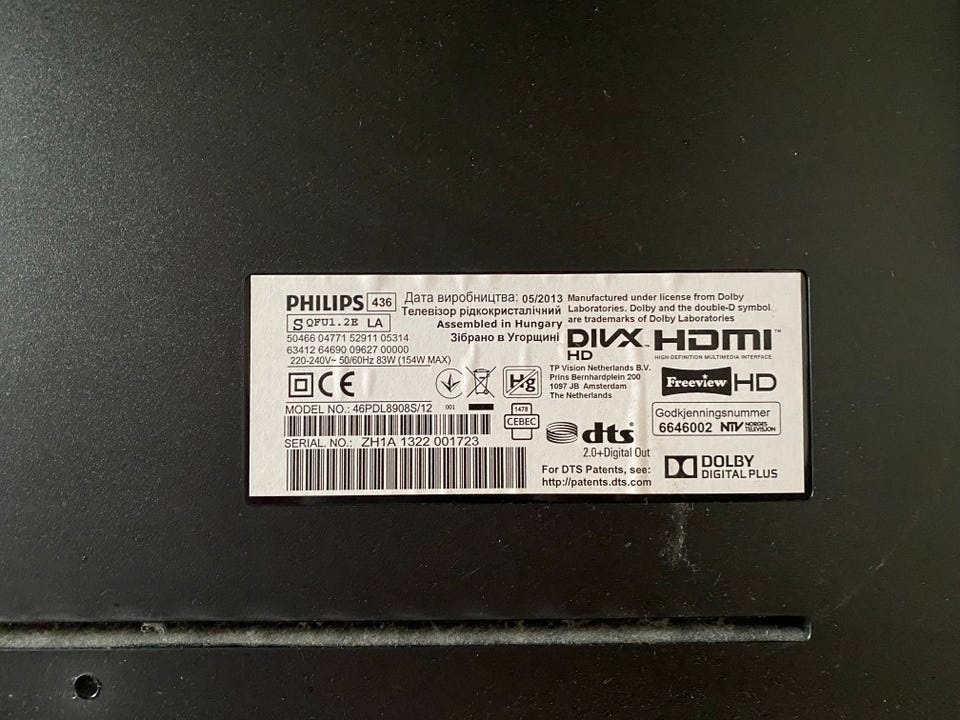 PHILIPS 436
S QFU1.2E LA
50466 04771 52911 05314
63412 64690 09627 00000
220-240V~ 50/60Hz 83W (154W MAX)
CE
MODEL NO.: 46PDL8908S/12 001
SERIAL. NO.: ZH1A 1322 001723
Дата виробництва: 05/2013
Телевізор рідкокристалічний
Assembled in Hungary
Зібрано в Угорщині
Hg
1478
CEBEC
Manufactured under license from Dolby
Laboratories. Dolby and the double-D symbol
are trademarks of Dolby Laboratories
DIVX™
HD
HDMI™
HIGH-DEFINITION MULTIMEDIA INTERFACE
TP Vision Netherlands B.V.
Prins Bernhardplein 200
1097 JB Amsterdam
The Netherlands
Freeview HD
Godkjenningsnummer
6646002 NTV NORGES TELEVISJON
dts
2.0+Digital Out
For DTS Patents, see:
http://patents.dts.com
DOLBY
DIGITAL PLUS